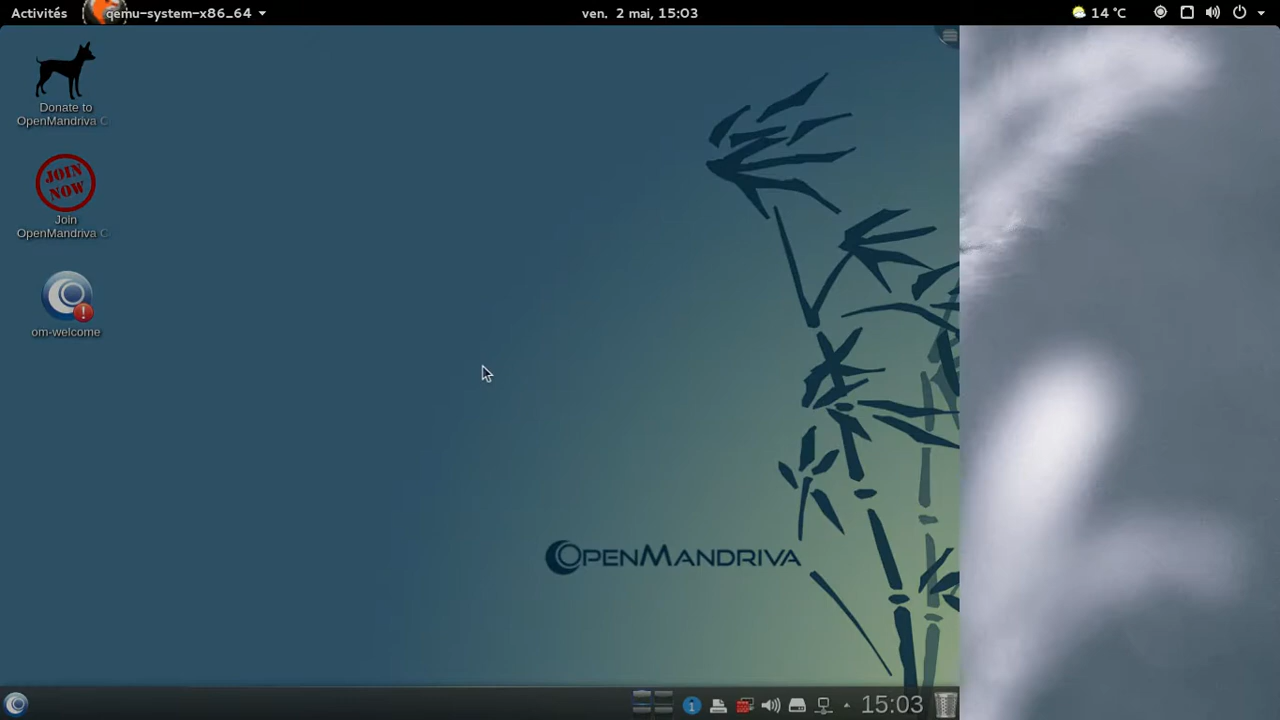 Activités
qemu-system-x86_64
ven. 2 mai, 15:03
14 °C
Donate to
OpenMandriva
JOIN
NOW
Join
OpenMandriva
om-welcome
OPENMANDRIVA
1
15:03